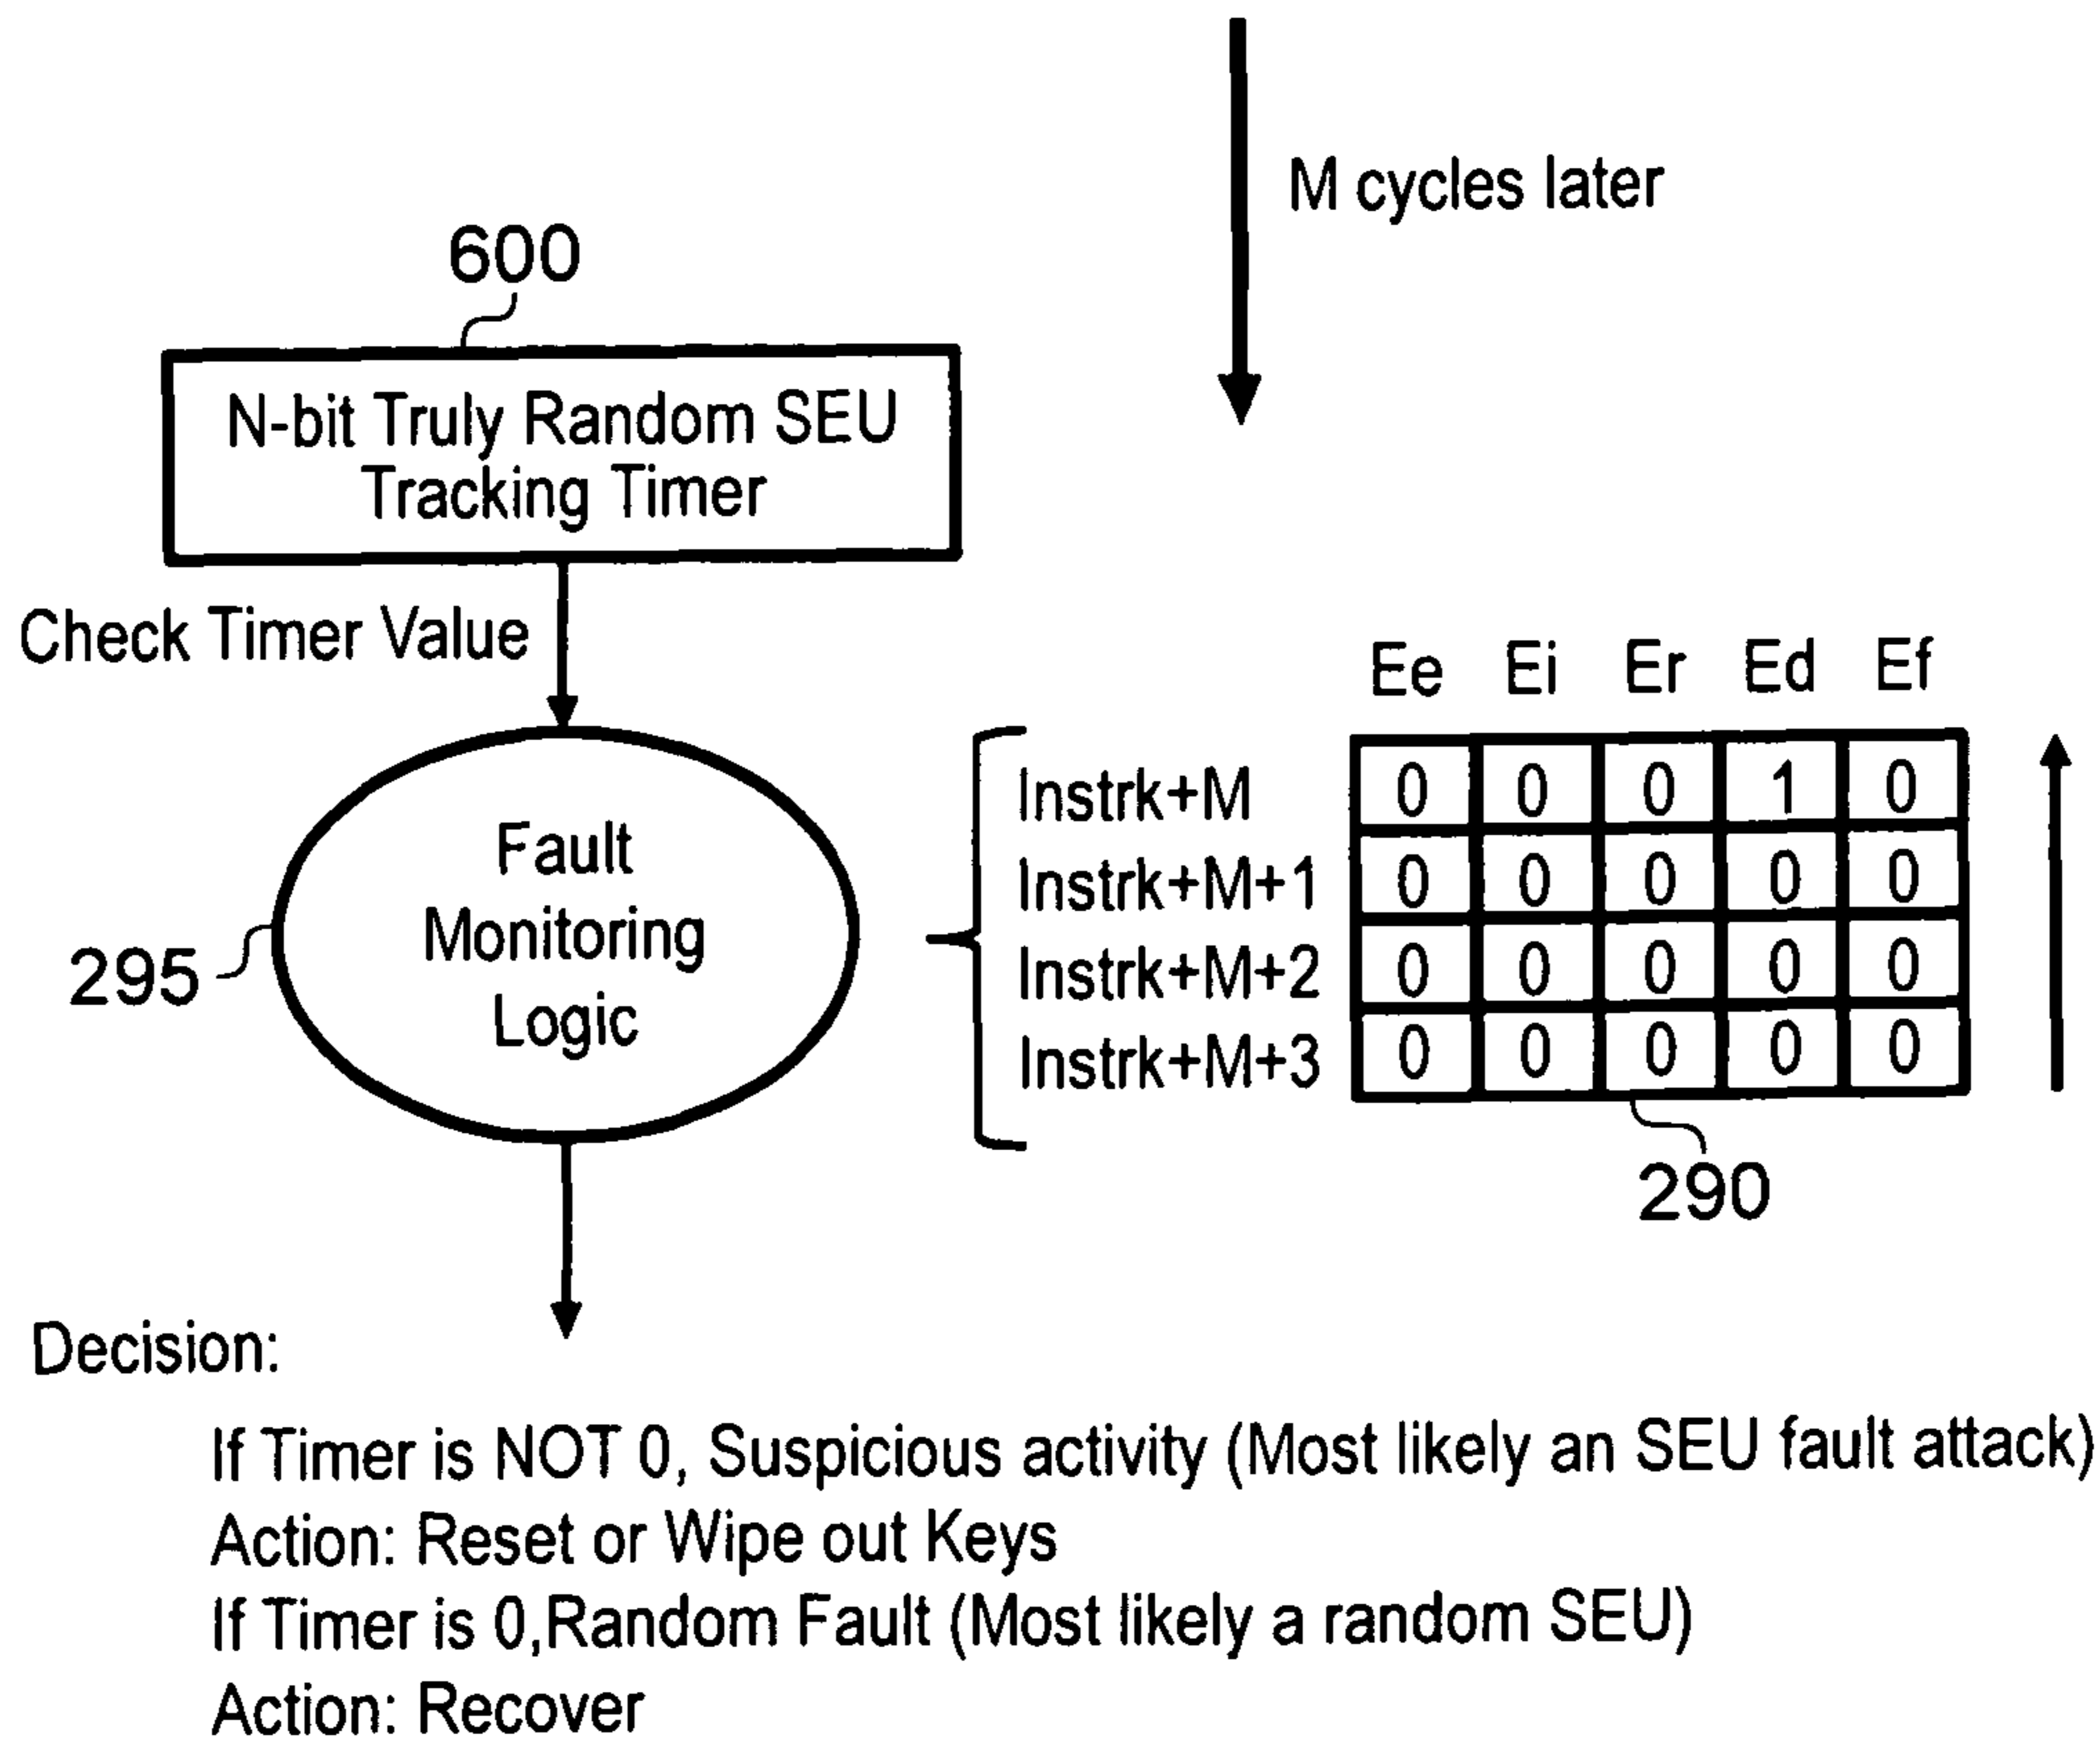 M cycles later
600
N-bit Truly Random SEU
Tracking Timer
Check Timer Value
Ee Ei Er Ed Ef
Instrk+M 0 0 0 1 0
Instrk+M+1 0 0 0 0 0
Instrk+M+2 0 0 0 0 0
Instrk+M+3 0 0 0 0 0
Fault
Monitoring
Logic
295
290
Decision:
If Timer is NOT 0, Suspicious activity (Most likely an SEU fault attack)
Action: Reset or Wipe out Keys
If Timer is 0,Random Fault (Most likely a random SEU)
Action: Recover